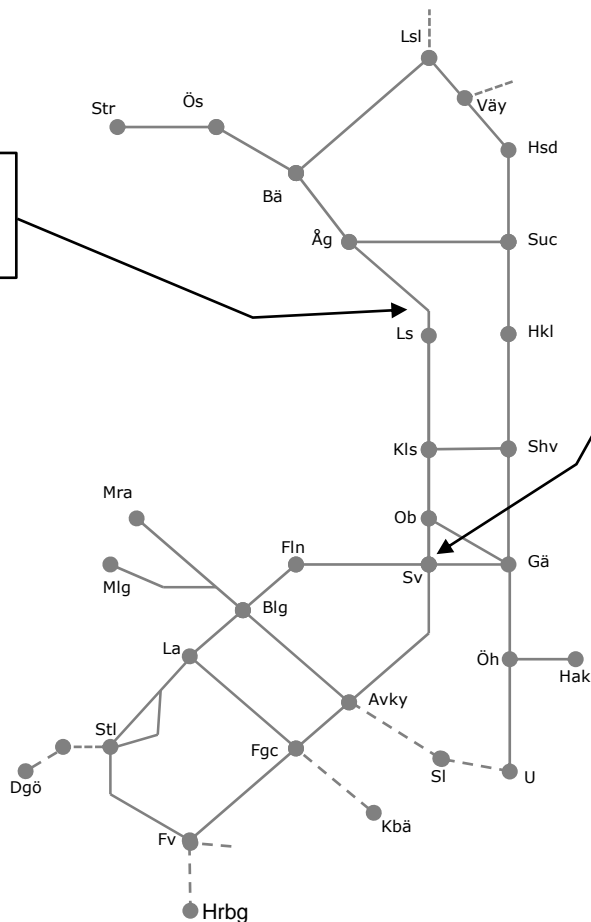 Lsl
Väy
Str
Ös
Hsd
Bä
Åg
Suc
Ls
Hkl
Kls
Shv
Mra
Ob
Fln
Mlg
Sv
Gä
Blg
La
Öh
Hak
Avky
Stl
Fgc
Sl
U
Dgö
Kbä
Fv
Hrbg